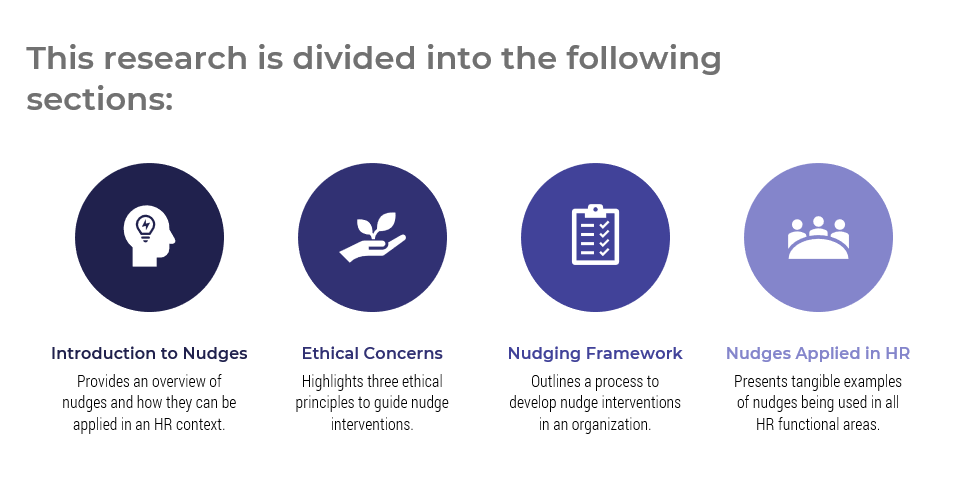 This research is divided into the following
sections:
Introduction to Nudges
Provides an overview of
nudges and how they can be
applied in an HR context.
Ethical Concerns
Highlights three ethical
principles to guide nudge
interventions.
Nudging Framework
Outlines a process to
develop nudge interventions
in an organization.
Nudges Applied in HR
Presents tangible examples
of nudges being used in all
HR functional areas.